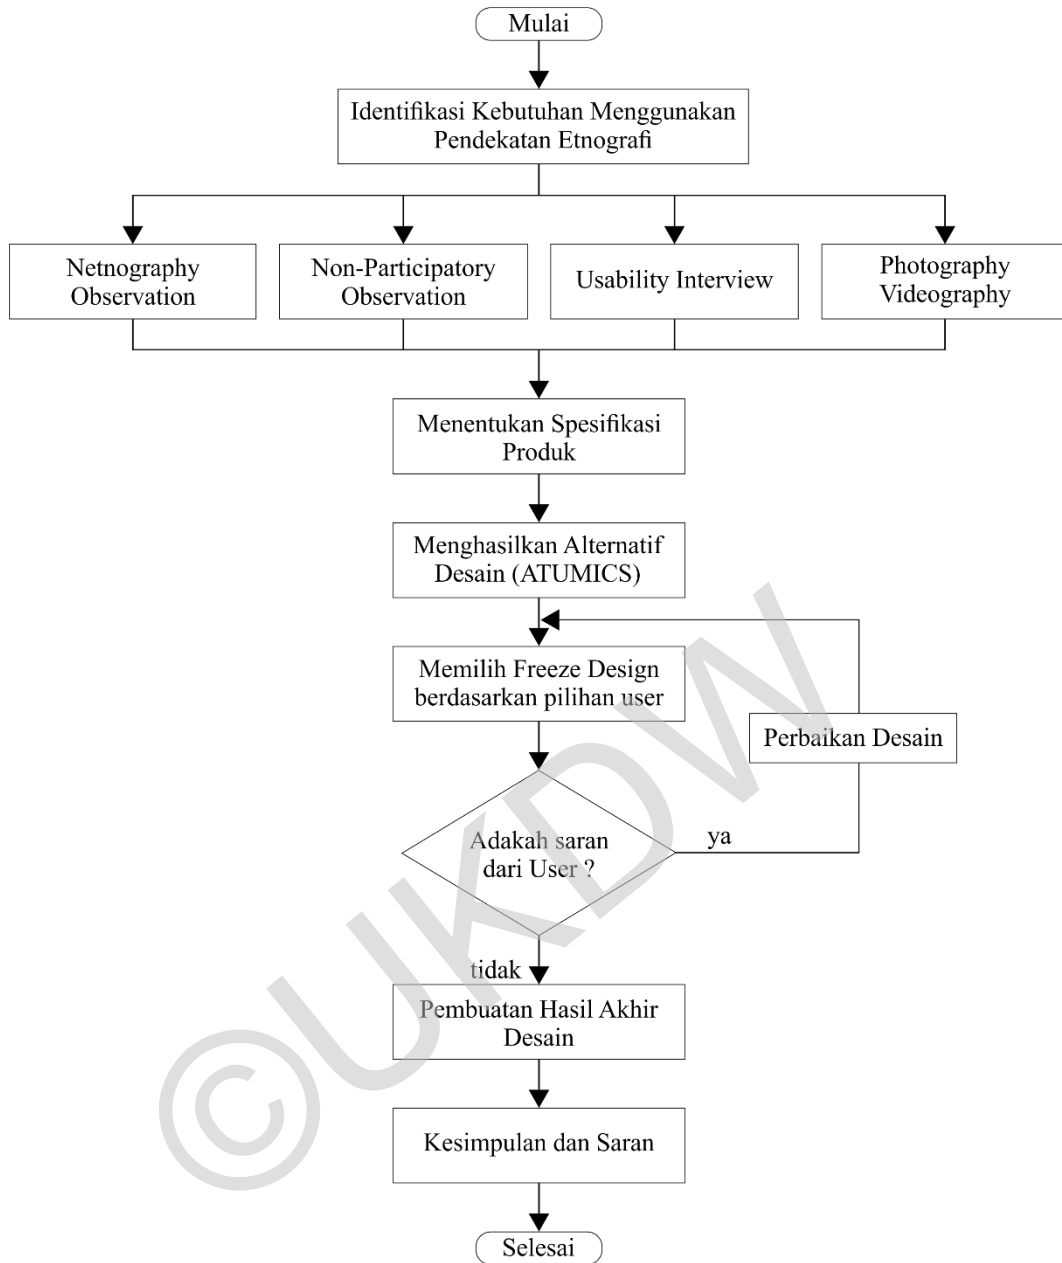 Mulai
Identifikasi Kebutuhan Menggunakan
Pendekatan Etnografi
Netnography
Observation
Non-Participatory
Observation
Usability Interview
Photography
Videography
Menentukan Spesifikasi
Produk
Menghasilkan Alternatif
Desain (ATUMICS)
Memilih Freeze Design
berdasarkan pilihan user
Perbaikan Desain
Adakah saran
dari User ?
ya
tidak
Pembuatan Hasil Akhir
Desain
Kesimpulan dan Saran
Selesai
©UKDW